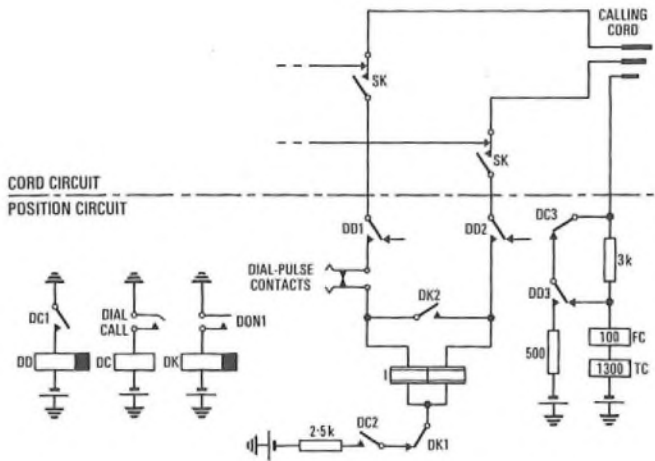 CALLING
CORD
SK
SK
CORD CIRCUIT
POSITION CIRCUIT
DD1
DD2
DC3
3k
DIAL-PULSE
CONTACTS
DK2
DD3
DC1
DIAL
CALL
DON1
DD
DC
DK
I
500
100 FC
1300 TC
2·5k
DC2
DK1